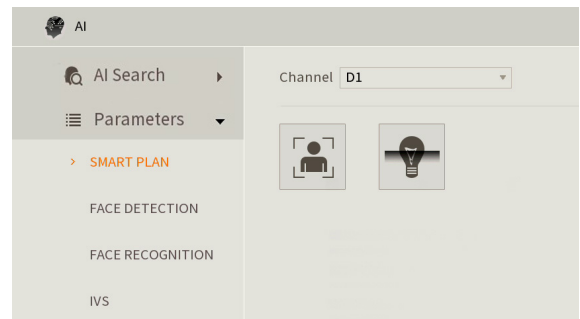 AI
AI Search
Parameters
SMART PLAN
FACE DETECTION
FACE RECOGNITION
IVS
Channel D1